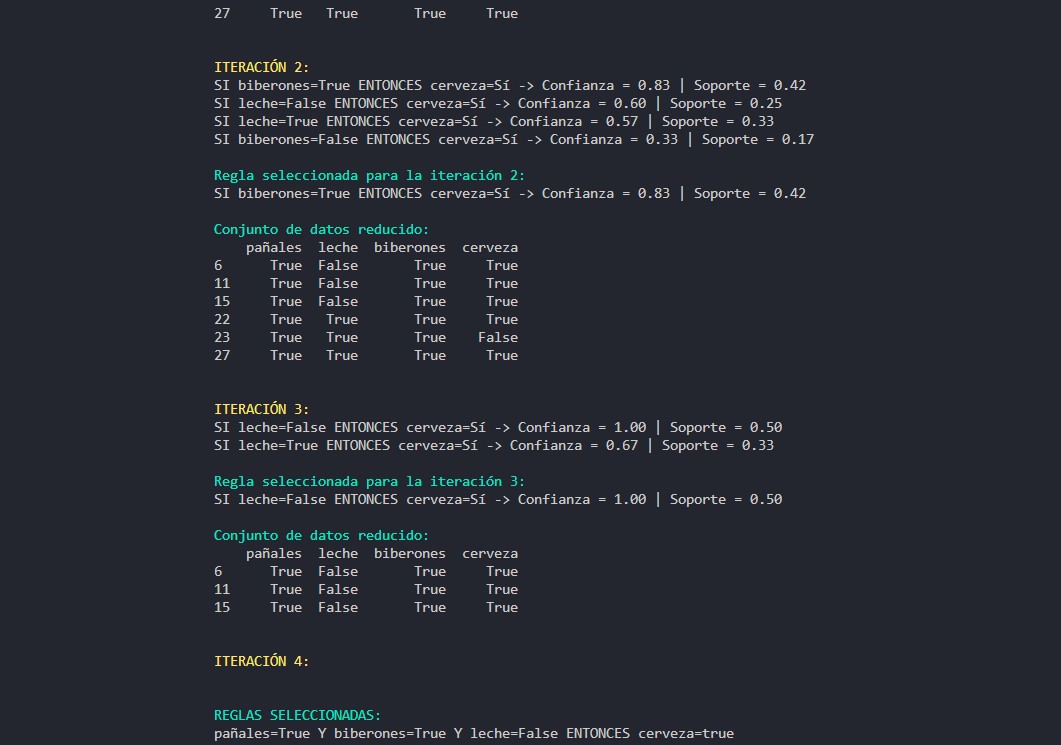 27 True True True True
ITERACIÓN 2:
SI biberones=True ENTONCES cerveza=Sí -> Confianza = 0.83 | Soporte = 0.42
SI leche=False ENTONCES cerveza=Sí -> Confianza = 0.60 | Soporte = 0.25
SI leche=True ENTONCES cerveza=Sí -> Confianza = 0.57 | Soporte = 0.33
SI biberones=False ENTONCES cerveza=Sí -> Confianza = 0.33 | Soporte = 0.17
Regla seleccionada para la iteración 2:
SI biberones=True ENTONCES cerveza=Sí -> Confianza = 0.83 | Soporte = 0.42
Conjunto de datos reducido:
pañales leche biberones cerveza
6 True False True True
11 True False True True
15 True False True True
22 True True True True
23 True True True False
27 True True True True
ITERACIÓN 3:
SI leche=False ENTONCES cerveza=Sí -> Confianza = 1.00 | Soporte = 0.50
SI leche=True ENTONCES cerveza=Sí -> Confianza = 0.67 | Soporte = 0.33
Regla seleccionada para la iteración 3:
SI leche=False ENTONCES cerveza=Sí -> Confianza = 1.00 | Soporte = 0.50
Conjunto de datos reducido:
pañales leche biberones cerveza
6 True False True True
11 True False True True
15 True False True True
ITERACIÓN 4:
REGLAS SELECCIONADAS:
pañales=True Y biberones=True Y leche=False ENTONCES cerveza=true